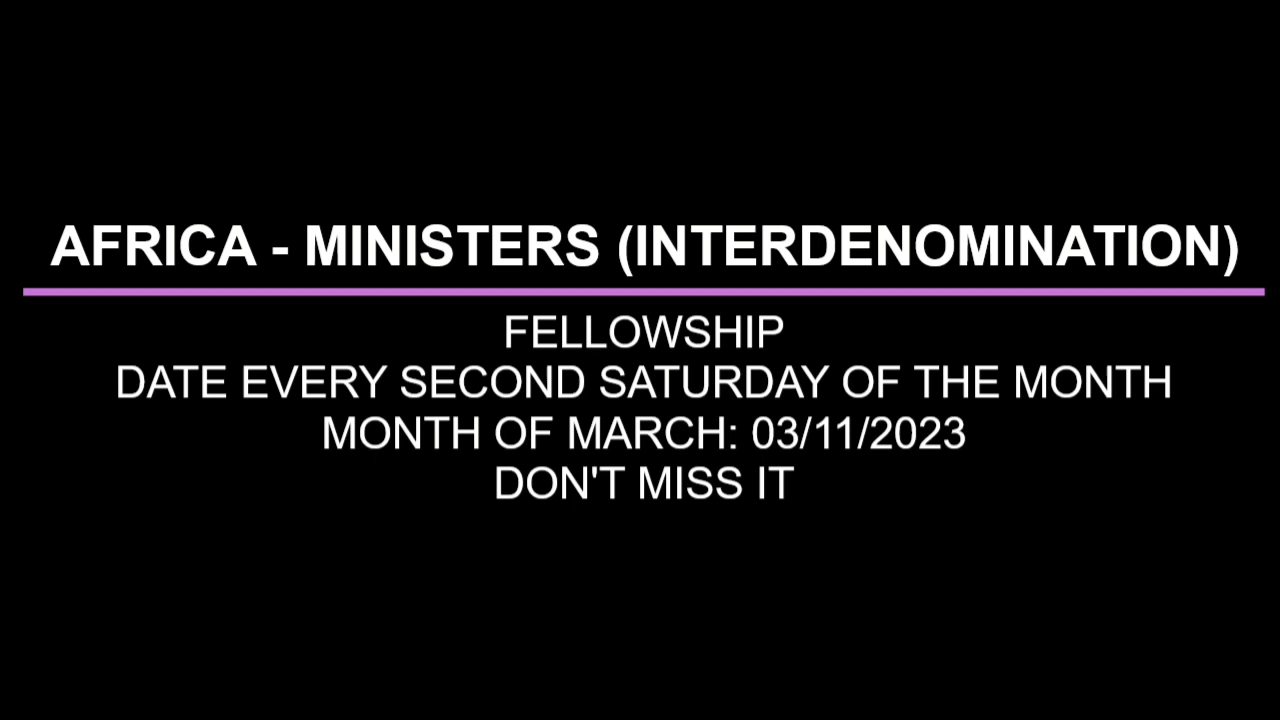 AFRICA - MINISTERS (INTERDENOMINATION)
FELLOWSHIP
DATE EVERY SECOND SATURDAY OF THE MONTH
MONTH OF MARCH: 03/11/2023
DON'T MISS IT